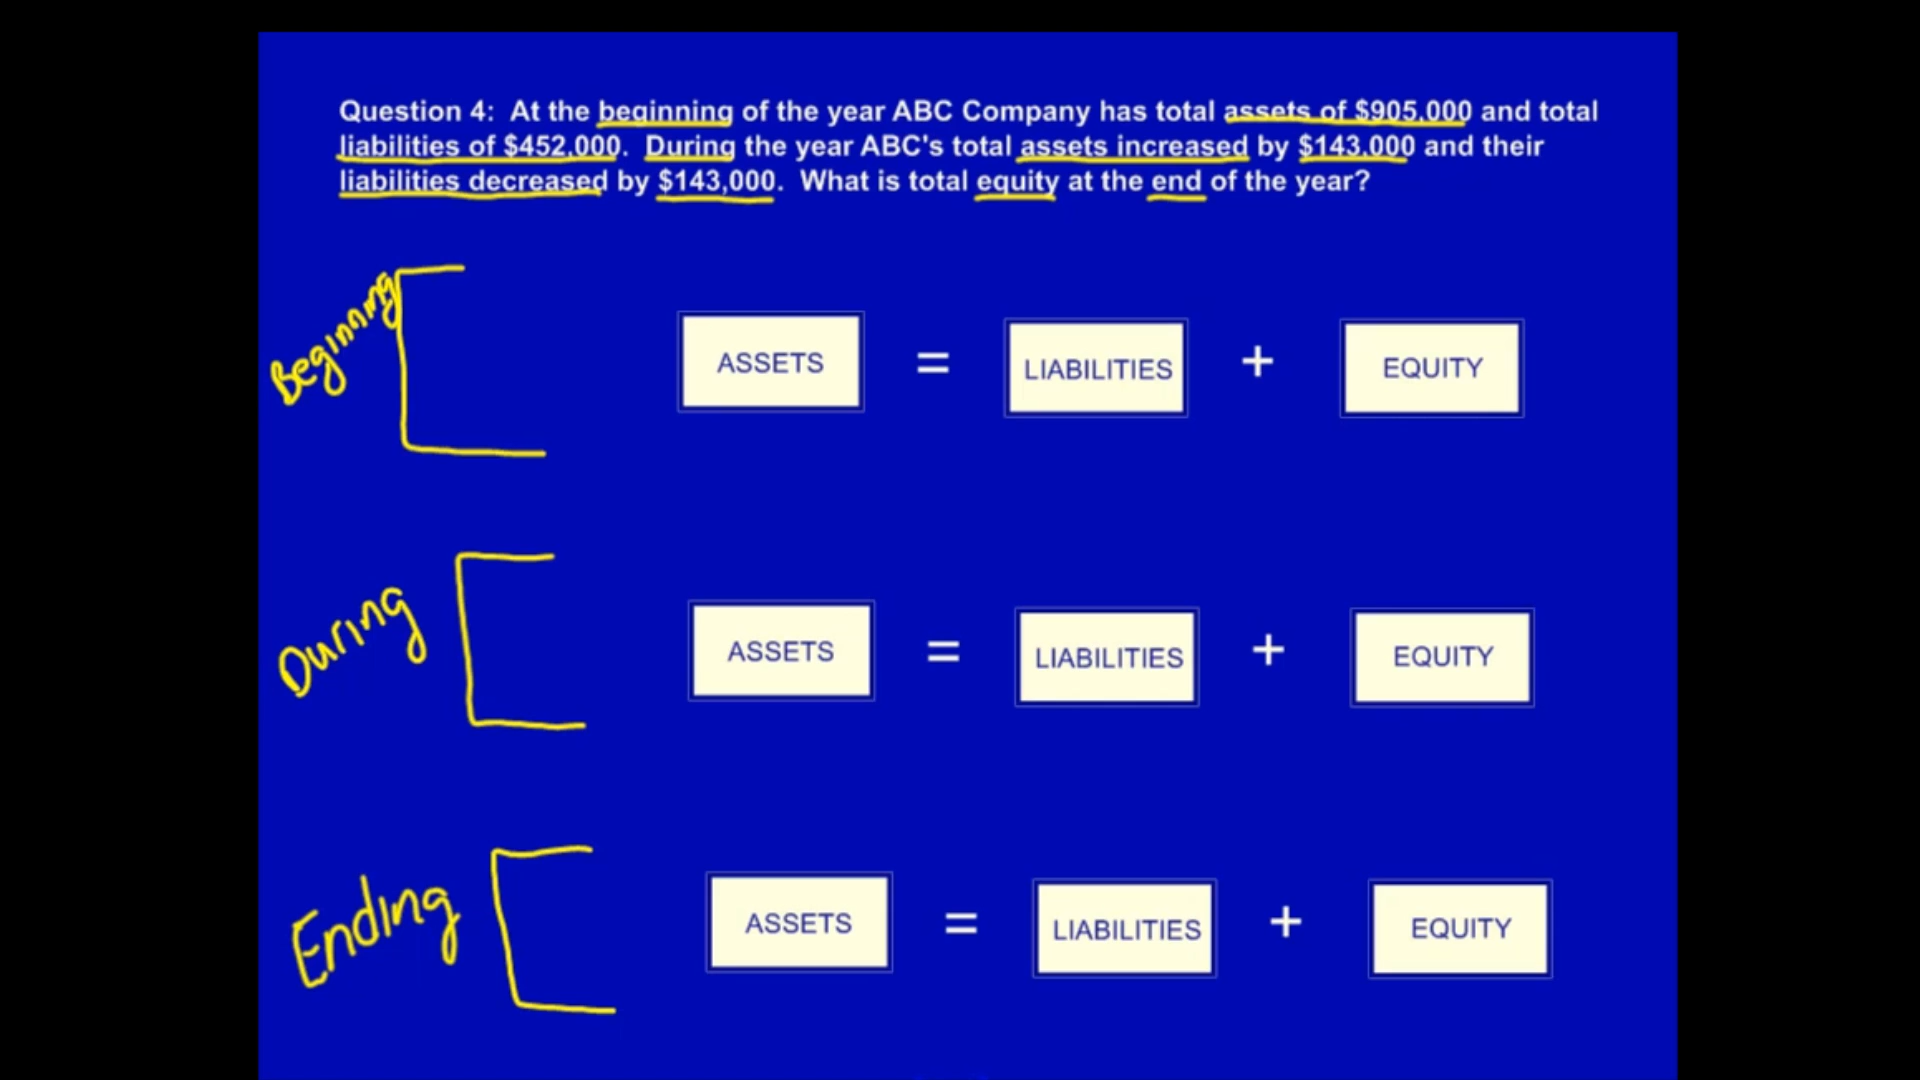 Question 4: At the beginning of the year ABC Company has total assets of $905,000 and total
liabilities of $452,000. During the year ABC's total assets increased by $143,000 and their
liabilities decreased by $143,000. What is total equity at the end of the year?
Beginning
ASSETS = LIABILITIES + EQUITY
During
ASSETS = LIABILITIES + EQUITY
Ending
ASSETS = LIABILITIES + EQUITY